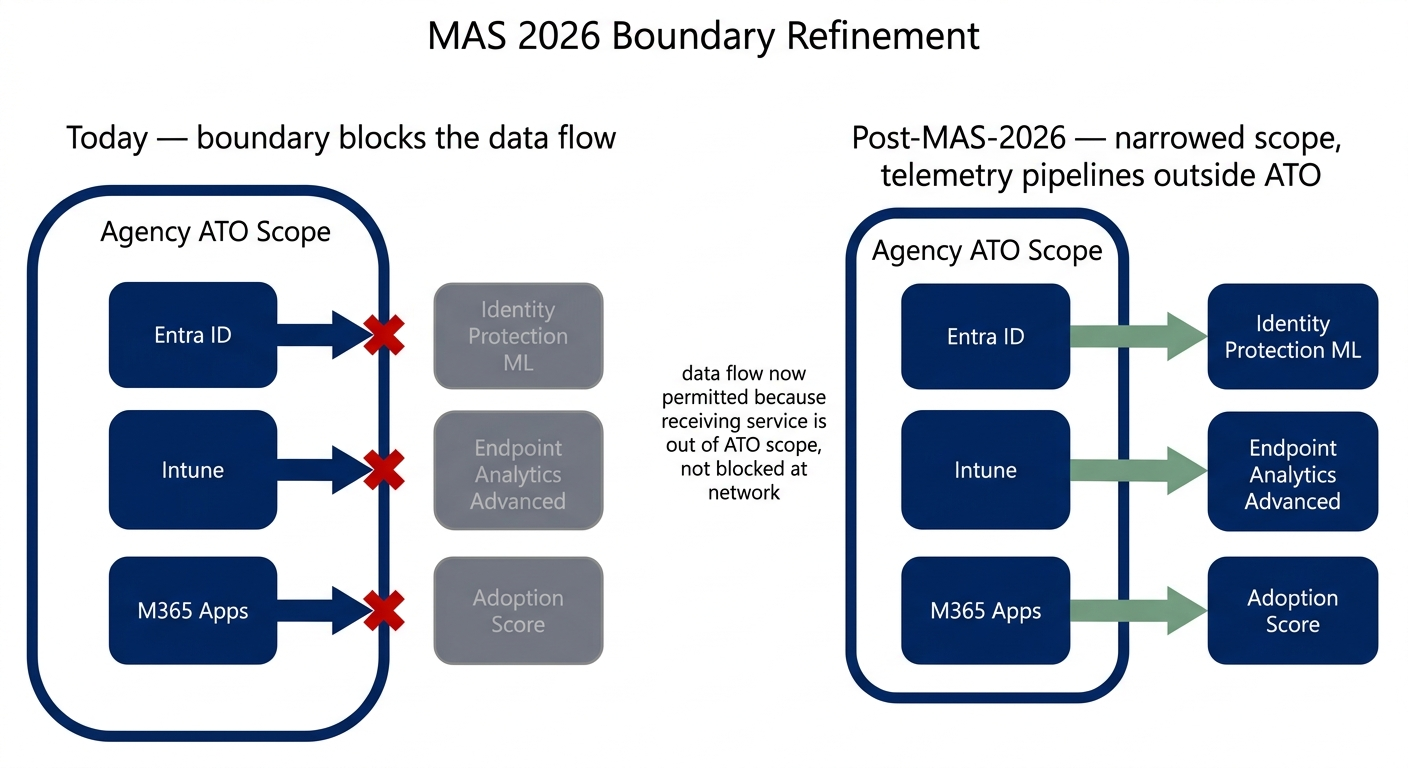 MAS 2026 Boundary Refinement
Today — boundary blocks the data flow
Agency ATO Scope
Entra ID
Identity
Protection
ML
Intune
Endpoint
Analytics
Advanced
M365 Apps
Adoption
Score
data flow now
permitted because
receiving service is
out of ATO scope,
not blocked at
network
Post-MAS-2026 — narrowed scope,
telemetry pipelines outside ATO
Agency ATO Scope
Entra ID
Identity
Protection ML
Intune
Endpoint
Analytics
Advanced
M365 Apps
Adoption
Score